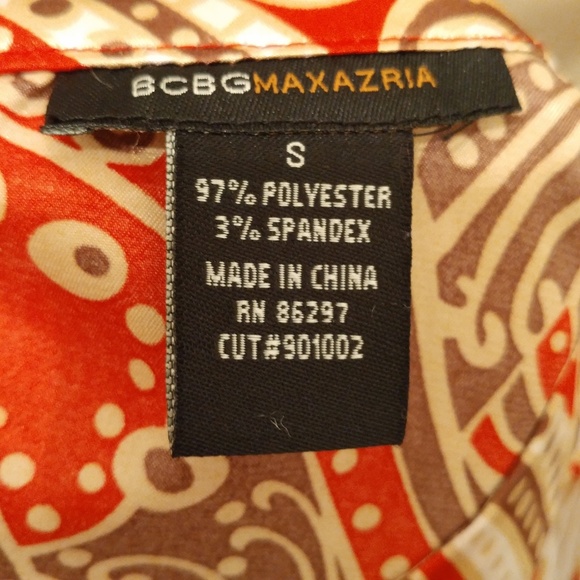 BCBGMAXAZRIA
S
97% POLYESTER
3% SPANDEX
MADE IN CHINA
RN 86297
CUT#901002